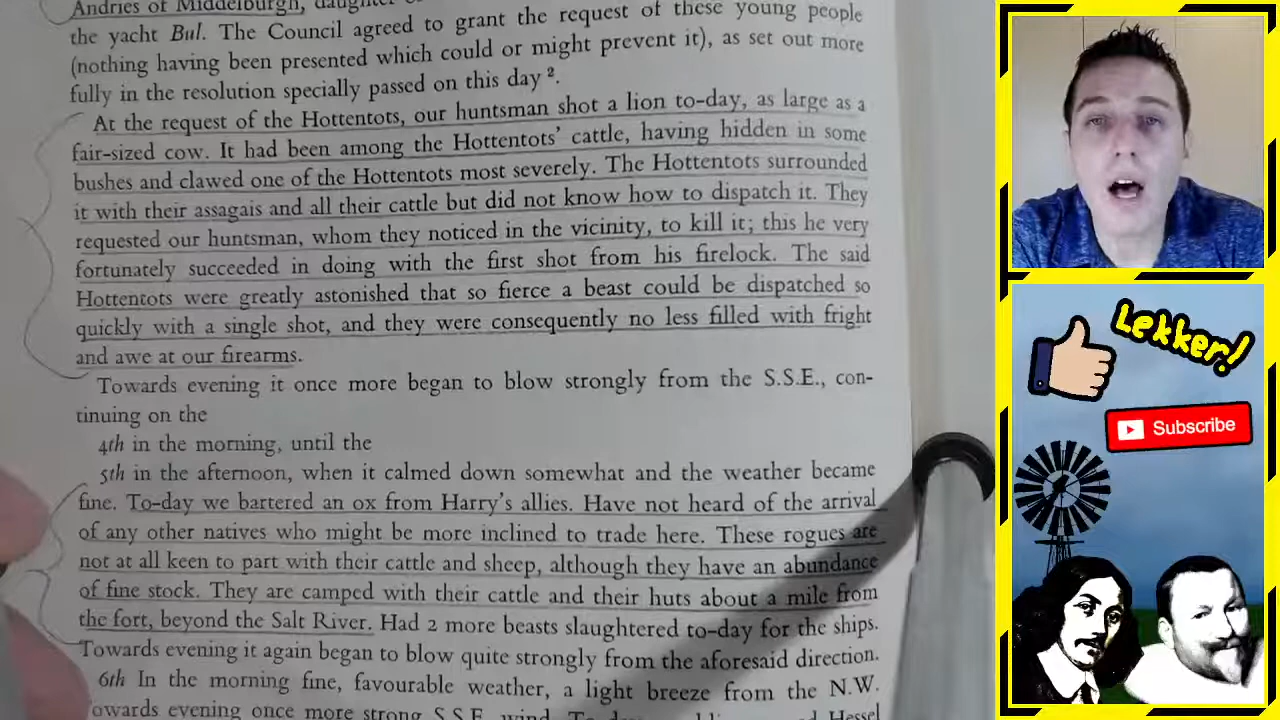 Andries of Middelburgh, daughter
the yacht Bul. The Council agreed to grant the request of these young people
(nothing having been presented which could or might prevent it), as set out more
fully in the resolution specially passed on this day ².
At the request of the Hottentots, our huntsman shot a lion to-day, as large as a
fair-sized cow. It had been among the Hottentots' cattle, having hidden in some
bushes and clawed one of the Hottentots most severely. The Hottentots surrounded
it with their assagais and all their cattle but did not know how to dispatch it. They
requested our huntsman, whom they noticed in the vicinity, to kill it; this he very
fortunately succeeded in doing with the first shot from his firelock. The said
Hottentots were greatly astonished that so fierce a beast could be dispatched so
quickly with a single shot, and they were consequently no less filled with fright
and awe at our firearms.
Towards evening it once more began to blow strongly from the S.S.E., con-
tinuing on the
4th in the morning, until the
5th in the afternoon, when it calmed down somewhat and the weather became
fine. To-day we bartered an ox from Harry's allies. Have not heard of the arrival
of any other natives who might be more inclined to trade here. These rogues are
not at all keen to part with their cattle and sheep, although they have an abundance
of fine stock. They are camped with their cattle and their huts about a mile from
the fort, beyond the Salt River. Had 2 more beasts slaughtered to-day for the ships.
Towards evening it again began to blow quite strongly from the aforesaid direction.
6th In the morning fine, favourable weather, a light breeze from the N.W.
owards evening once more strong S.S.E. wind. Hessel
Lekker!
Subscribe